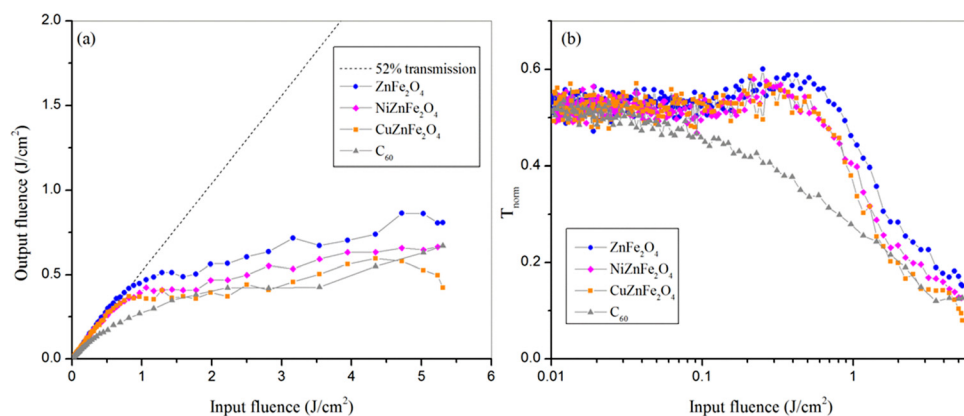 (a)
2.0
1.5
1.0
0.5
0.0
Output fluence (J/cm²)
52% transmission
ZnFe₂O₄
NiZnFe₂O₄
CuZnFe₂O₄
C₆₀
0 1 2 3 4 5 6
Input fluence (J/cm²)
(b)
0.6
0.4
0.2
0.0
T_norm
ZnFe₂O₄
NiZnFe₂O₄
CuZnFe₂O₄
C₆₀
0.01 0.1 1
Input fluence (J/cm²)